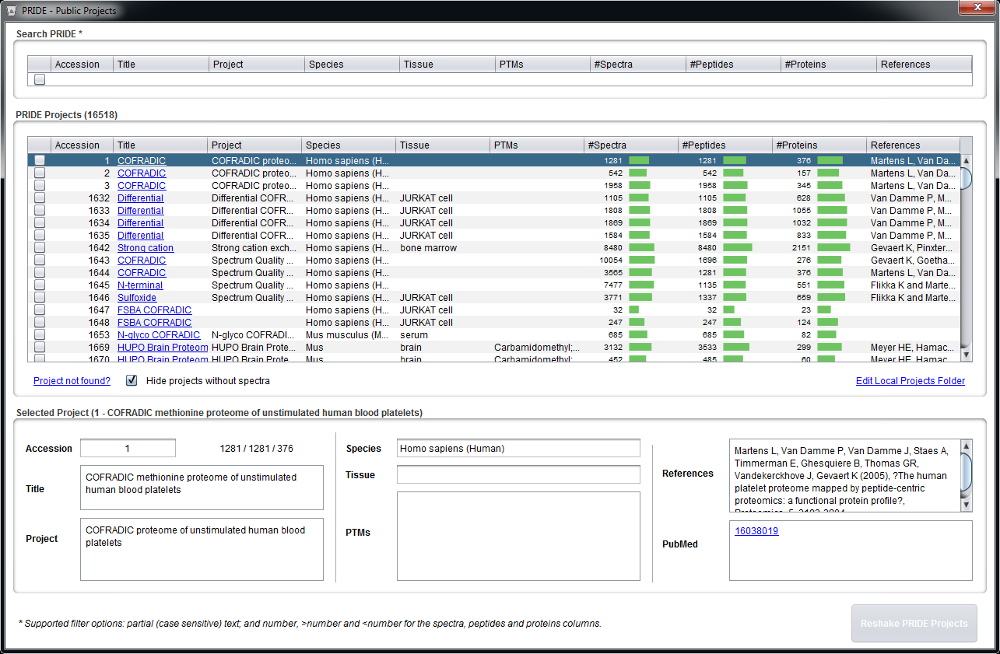 PRIDE - Public Projects
Search PRIDE *
Accession Title Project Species Tissue PTMs #Spectra #Peptides #Proteins References
PRIDE Projects (16518)
Accession Title Project Species Tissue PTMs #Spectra #Peptides #Proteins References
1 COFRADIC COFRADIC proteo... Homo sapiens (H... 1281 1281 376 Martens L, Van Da...
2 COFRADIC COFRADIC proteo... Homo sapiens (H... 542 542 157 Martens L, Van Da...
3 COFRADIC COFRADIC proteo... Homo sapiens (H... 1958 1958 345 Martens L, Van Da...
1632 Differential Differential COFR... Homo sapiens (H... JURKAT cell 1105 1105 628 Van Damme P, M...
1633 Differential Differential COFR... Homo sapiens (H... JURKAT cell 1808 1808 1055 Van Damme P, M...
1634 Differential Differential COFR... Homo sapiens (H... JURKAT cell 1869 1869 1032 Van Damme P, M...
1635 Differential Differential COFR... Homo sapiens (H... JURKAT cell 1584 1584 833 Van Damme P, M...
1642 Strong cation Strong cation exch... Homo sapiens (H... bone marrow 8480 8480 2151 Gevaert K, Pinxter...
1643 COFRADIC Spectrum Quality ... Homo sapiens (H... 10054 1696 276 Gevaert K, Goetha...
1644 COFRADIC Spectrum Quality ... Homo sapiens (H... 3565 1281 376 Martens L, Van Da...
1645 N-terminal Spectrum Quality ... Homo sapiens (H... 7477 1135 551 Flikka K and Marte...
1646 Sulfoxide Spectrum Quality ... Homo sapiens (H... JURKAT cell 3771 1337 659 Flikka K and Marte...
1647 FSBA COFRADIC Homo sapiens (H... JURKAT cell 32 32 23
1648 FSBA COFRADIC Homo sapiens (H... JURKAT cell 247 247 124
1653 N-glyco COFRADIC N-glyco COFRADI... Mus musculus (M... serum 685 685 82
1669 HUPO Brain Proteom HUPO Brain Prote... Mus brain Carbamidomethyl;... 3132 3533 299 Meyer HE, Hamac...
1670 HUPO Brain Proteom HUPO Brain Prote... Mus brain Carbamidomethyl;... 452 485 60 Meyer HE, Hamac...
Project not found? Hide projects without spectra Edit Local Projects Folder
Selected Project (1 - COFRADIC methionine proteome of unstimulated human blood platelets)
Accession 1 1281 / 1281 / 376
Title COFRADIC methionine proteome of unstimulated
human blood platelets
Project COFRADIC proteome of unstimulated human blood
platelets
Species Homo sapiens (Human)
Tissue
PTMs
References Martens L, Van Damme P, Van Damme J, Staes A,
Timmerman E, Ghesquiere B, Thomas GR,
Vandekerckhove J, Gevaert K (2005), ?The human
platelet proteome mapped by peptide-centric
proteomics: a functional protein profile?,
PubMed 16038019
* Supported filter options: partial (case sensitive) text; and number, >number and <number for the spectra, peptides and proteins columns.
Reshake PRIDE Projects